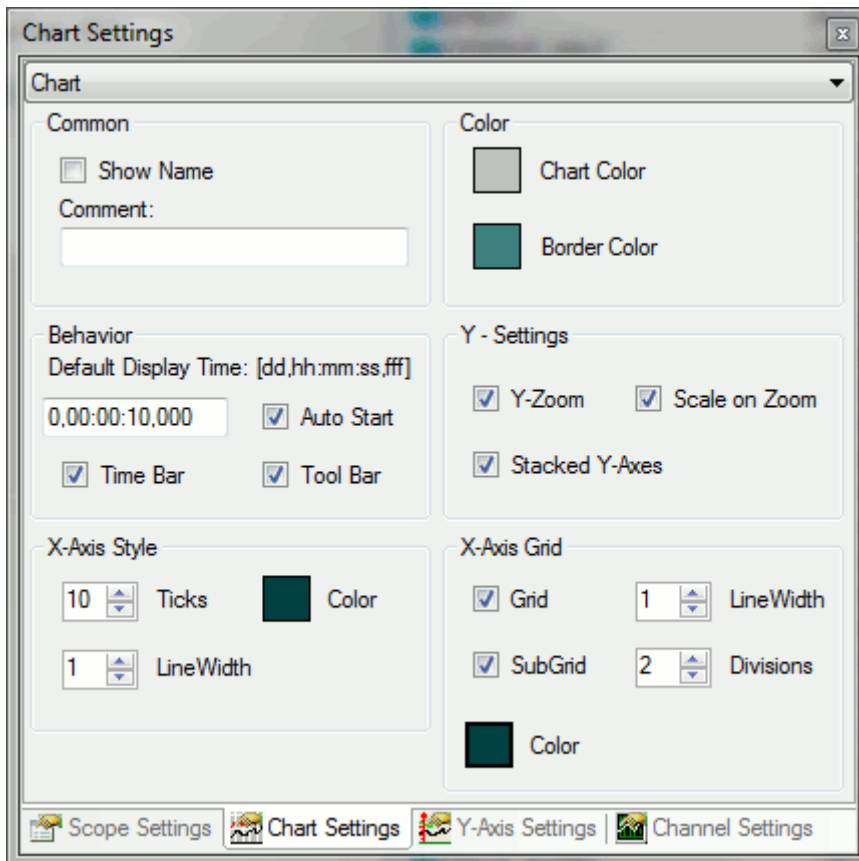 Chart Settings
Chart
Common
Show Name
Comment:
Color
Chart Color
Border Color
Behavior
Default Display Time: [dd,hh:mm:ss,fff]
0,00:00:10,000 Auto Start
Time Bar Tool Bar
Y - Settings
Y-Zoom Scale on Zoom
Stacked Y-Axes
X-Axis Style
10 Ticks Color
1 LineWidth
X-Axis Grid
Grid 1 LineWidth
SubGrid 2 Divisions
Color
Scope Settings Chart Settings Y-Axis Settings Channel Settings